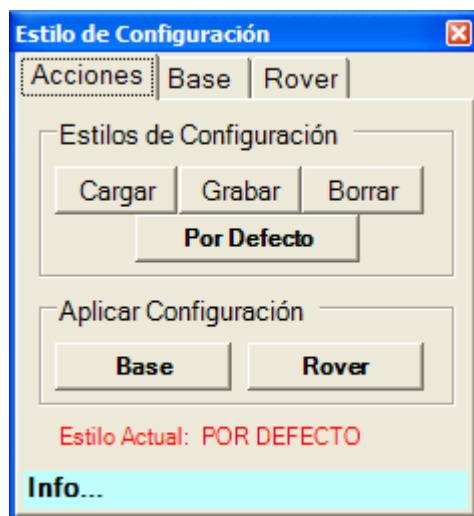 Estilo de Configuración
Acciones Base Rover
Estilos de Configuración
Cargar Grabar Borrar
Por Defecto
Aplicar Configuración
Base Rover
Estilo Actual: POR DEFECTO
Info...